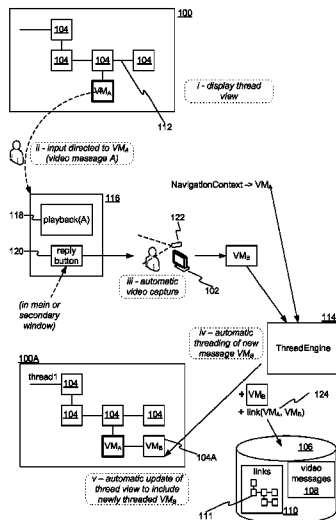 100
104
104
104
104
VMA
112
i - display thread view
ii - input directed to VMA (video message A)
116
118
playback(A)
120
reply button
122
102
iii - automatic video capture
VMB
NavigationContext -> VMA
(in main or secondary window)
iv - automatic threading of new message VMB
114
ThreedEngine
100A
thread1
104
104
104
104
VMA
VMB
104A
v - automatic update of thread view to include newly threaded VMB
+ VMB
+ link(VMA, VMB)
124
106
links
111
110
video messages
108